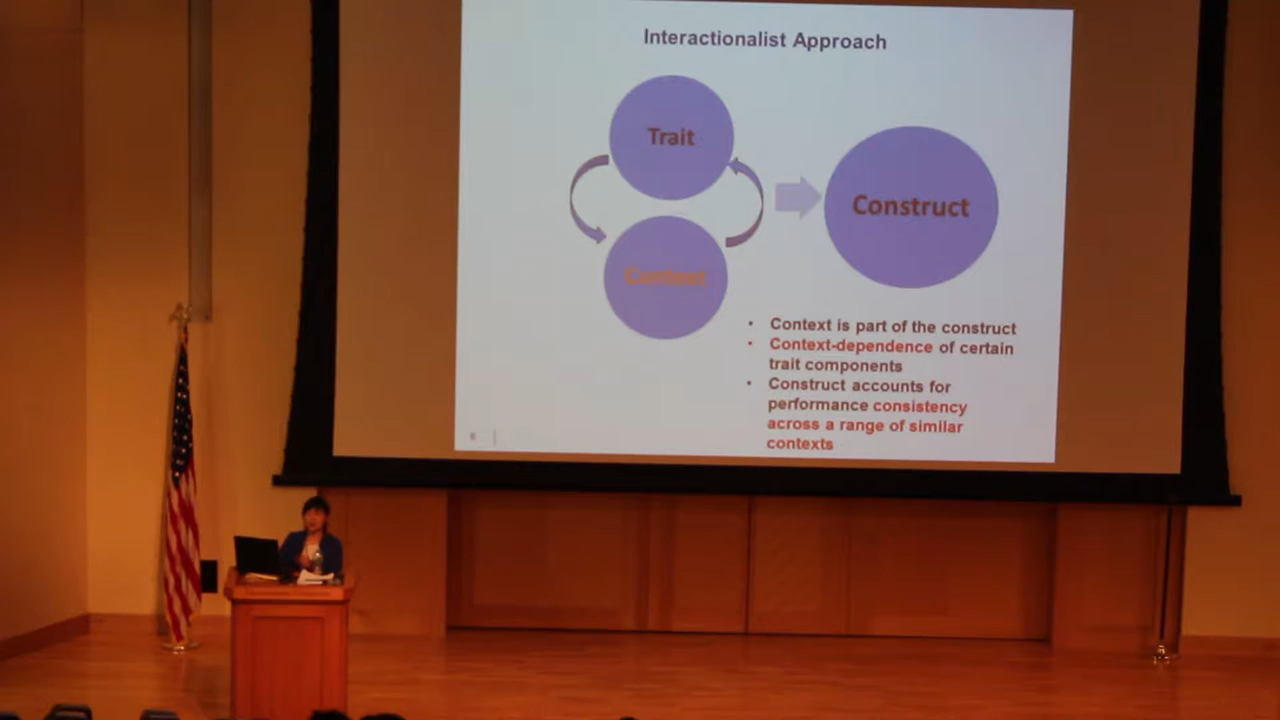 Interactionalist Approach
Trait
Context
Construct
• Context is part of the construct
• Context-dependence of certain
trait components
• Construct accounts for
performance consistency
across a range of similar
contexts